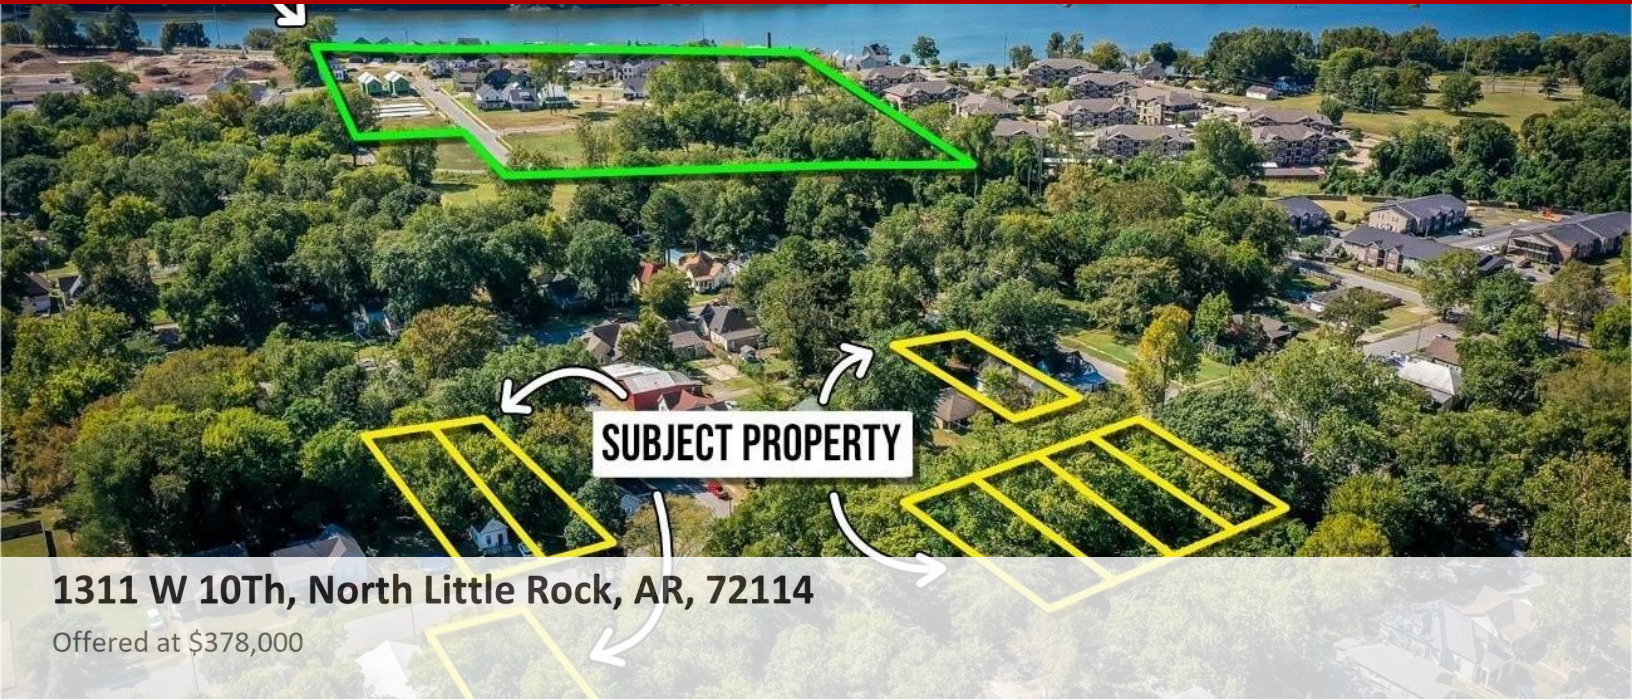 SUBJECT PROPERTY
1311 W 10Th, North Little Rock, AR, 72114
Offered at $378,000